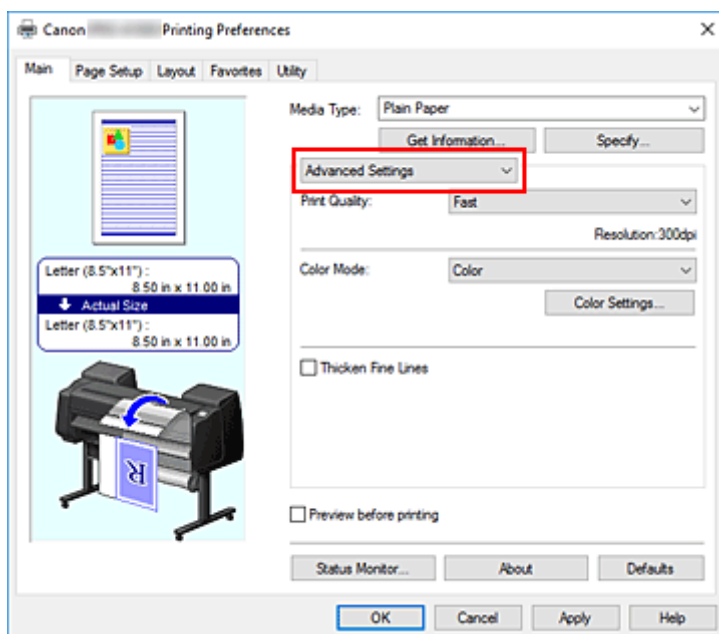 Canon Printing Preferences
Main Page Setup Layout Favorites Utility
Media Type: Plain Paper
Get Information... Specify...
Advanced Settings
Print Quality: Fast
Resolution:300dpi
Color Mode: Color
Color Settings...
Thicken Fine Lines
Letter (8.5"x11") :
8.50 in x 11.00 in
Actual Size
Letter (8.5"x11") :
8.50 in x 11.00 in
R
Preview before printing
Status Monitor... About Defaults
OK Cancel Apply Help